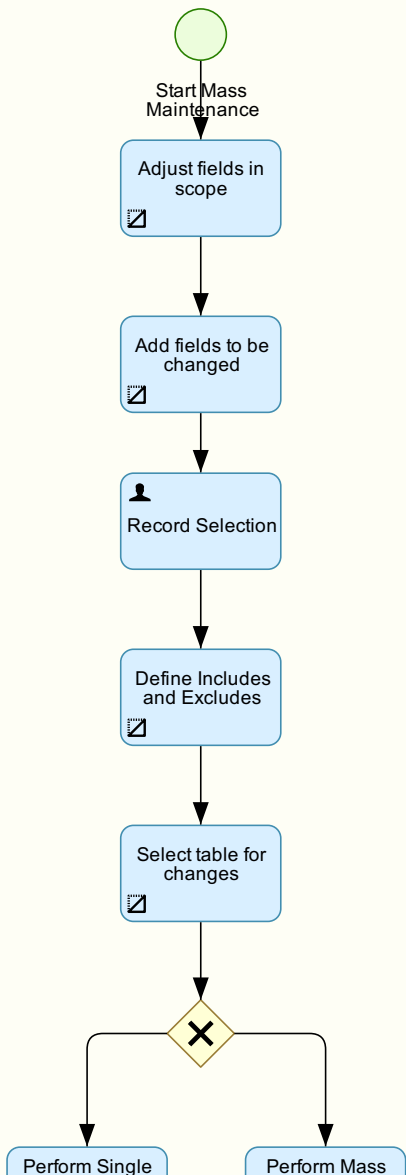 Start Mass
Maintenance
Adjust fields in
scope
Add fields to be
changed
Record Selection
Define Includes
and Excludes
Select table for
changes
Perform Single
Perform Mass